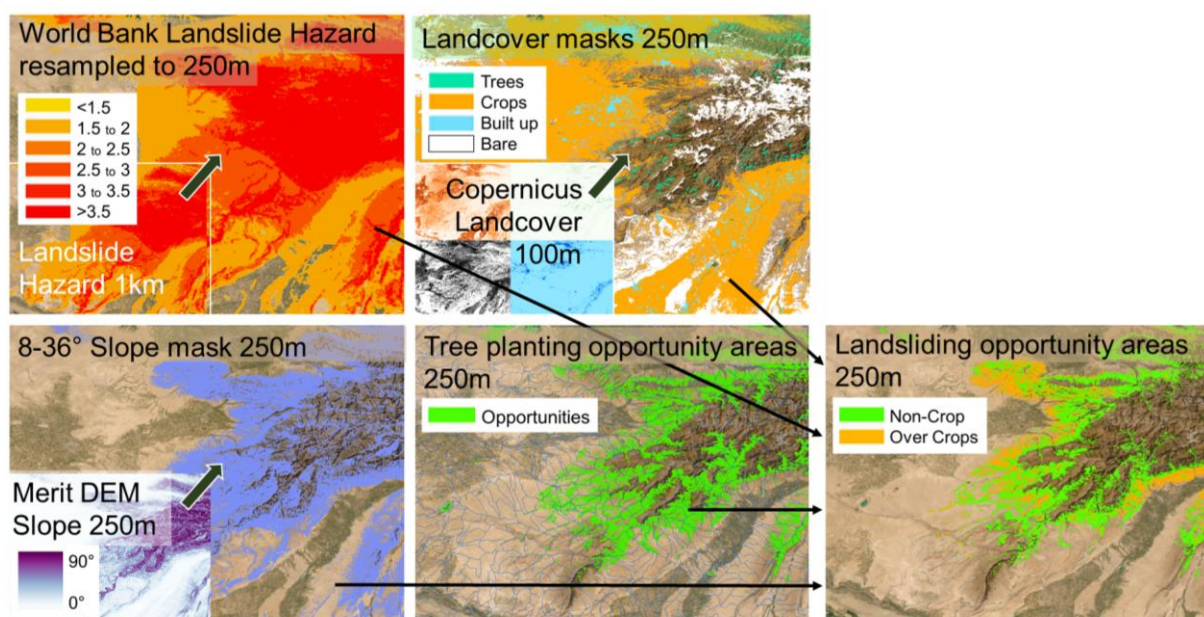 World Bank Landslide Hazard
resampled to 250m
<1.5
1.5 to 2
2 to 2.5
2.5 to 3
3 to 3.5
>3.5
Landslide
Hazard 1km
Landcover masks 250m
Trees
Crops
Built up
Bare
Copernicus
Landcover
100m
8-36° Slope mask 250m
Merit DEM
Slope 250m
90°
0°
Tree planting opportunity areas
250m
Opportunities
Landsliding opportunity areas
250m
Non-Crop
Over Crops